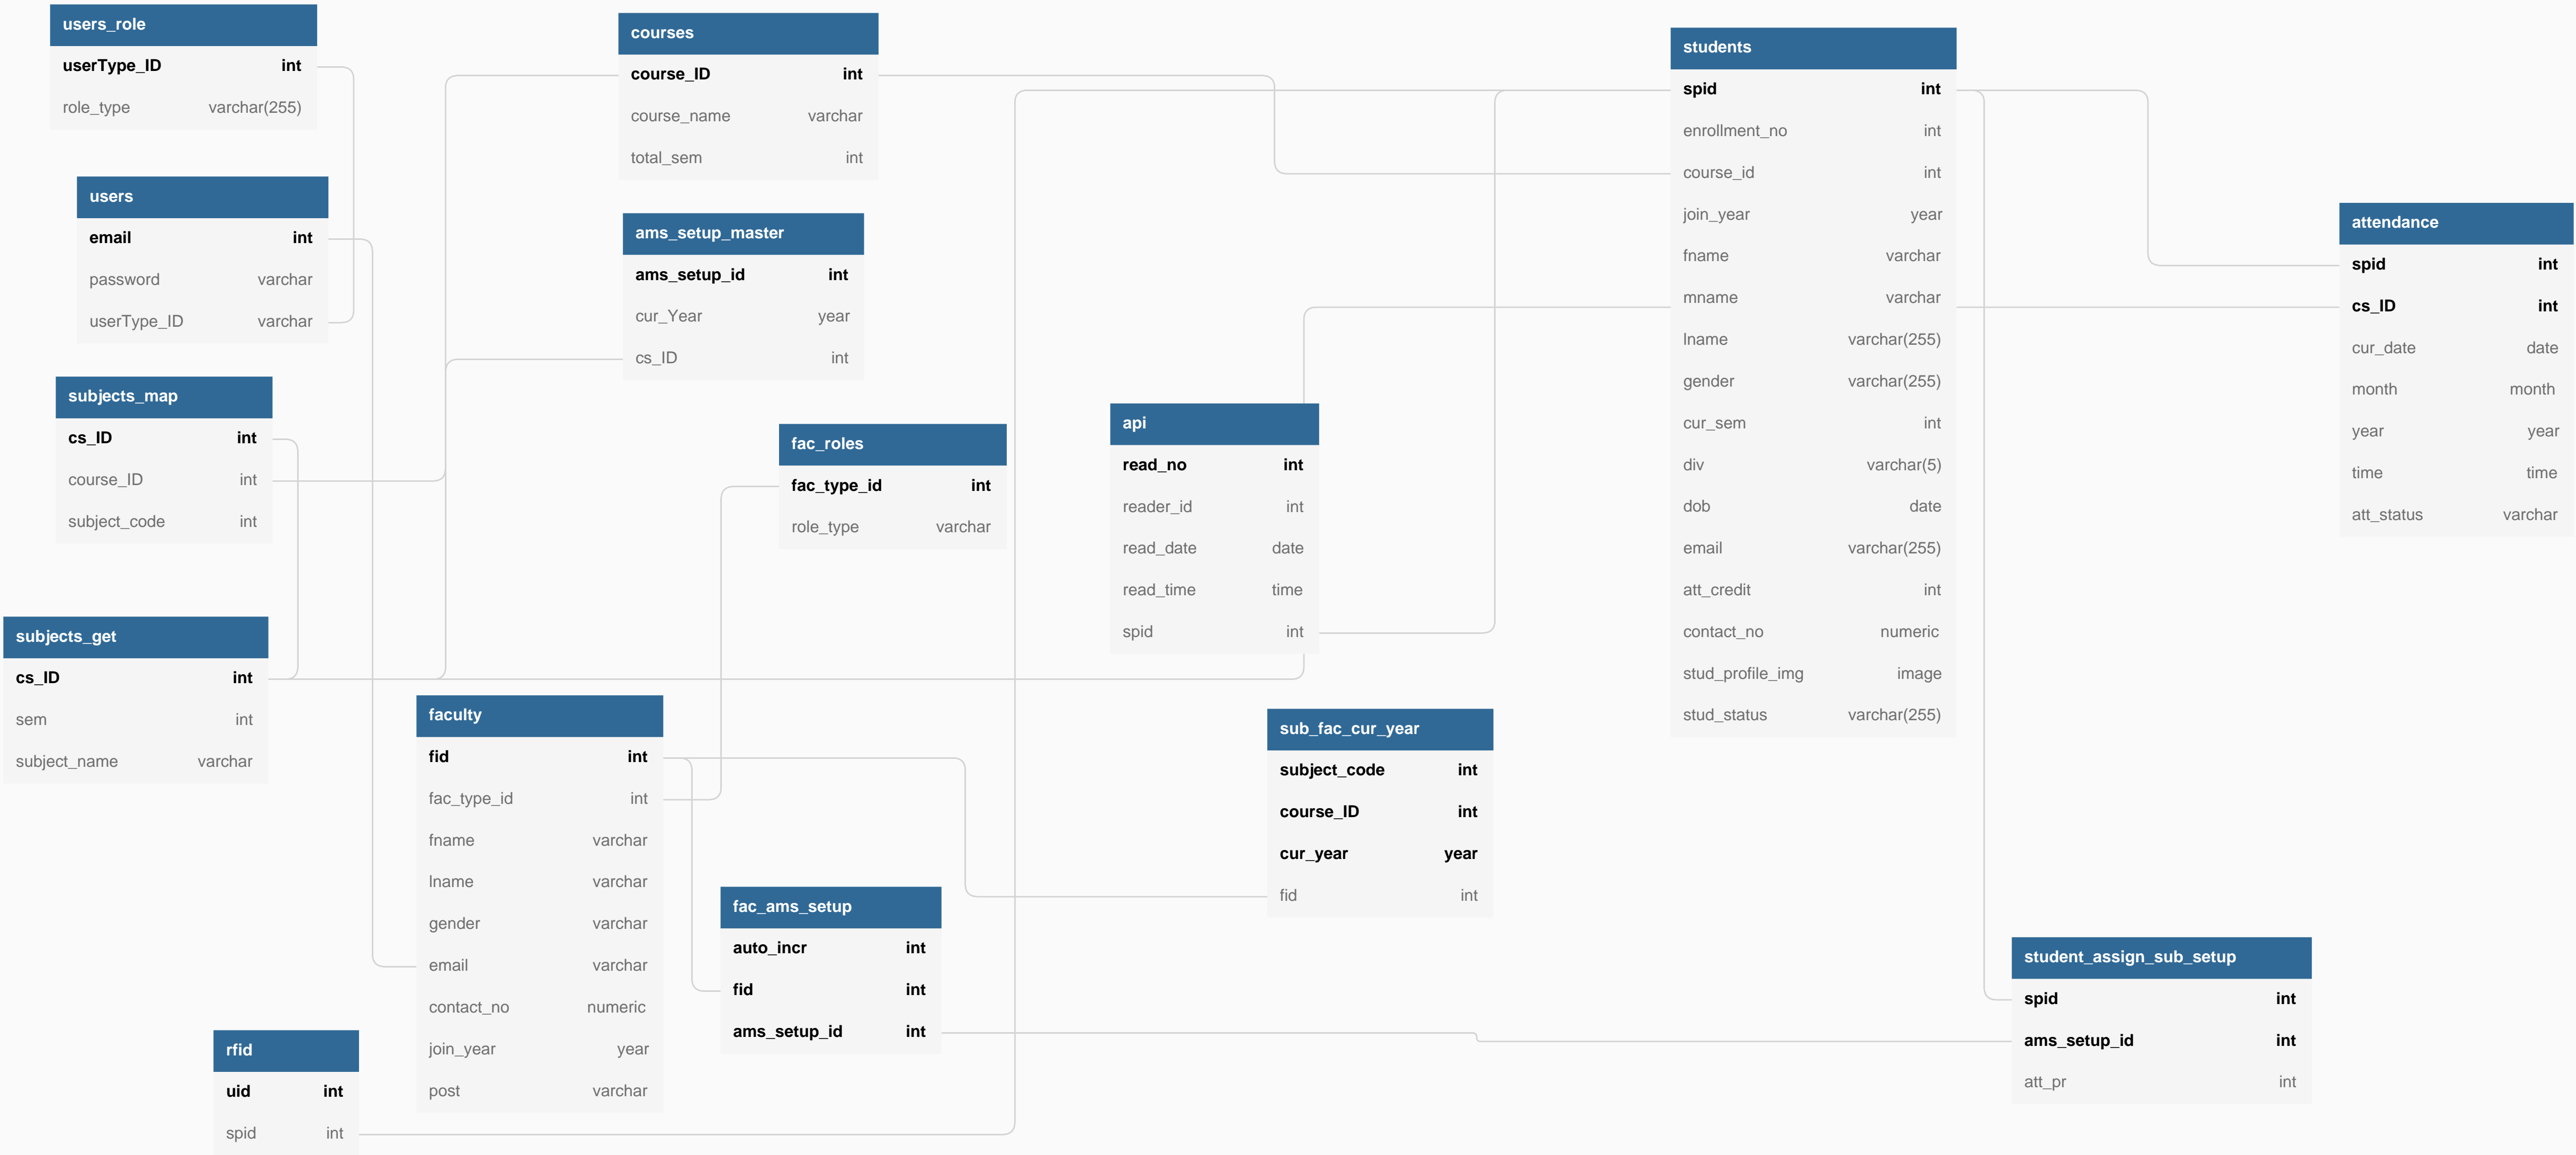 users_role
userType_ID int
role_type varchar(255)
users
email int
password varchar
userType_ID varchar
subjects_map
cs_ID int
course_ID int
subject_code int
subjects_get
cs_ID int
sem int
subject_name varchar
courses
course_ID int
course_name varchar
total_sem int
ams_setup_master
ams_setup_id int
cur_Year year
cs_ID int
fac_roles
fac_type_id int
role_type varchar
faculty
fid int
fac_type_id int
fname varchar
lname varchar
gender varchar
email varchar
contact_no numeric
join_year year
post varchar
fac_ams_setup
auto_incr int
fid int
ams_setup_id int
rfid
uid int
spid int
api
read_no int
reader_id int
read_date date
read_time time
spid int
sub_fac_cur_year
subject_code int
course_ID int
cur_year year
fid int
students
spid int
enrollment_no int
course_id int
join_year year
fname varchar
mname varchar
lname varchar(255)
gender varchar(255)
cur_sem int
div varchar(5)
dob date
email varchar(255)
att_credit int
contact_no numeric
stud_profile_img image
stud_status varchar(255)
attendance
spid int
cs_ID int
cur_date date
month month
year year
time time
att_status varchar
student_assign_sub_setup
spid int
ams_setup_id int
att_pr int